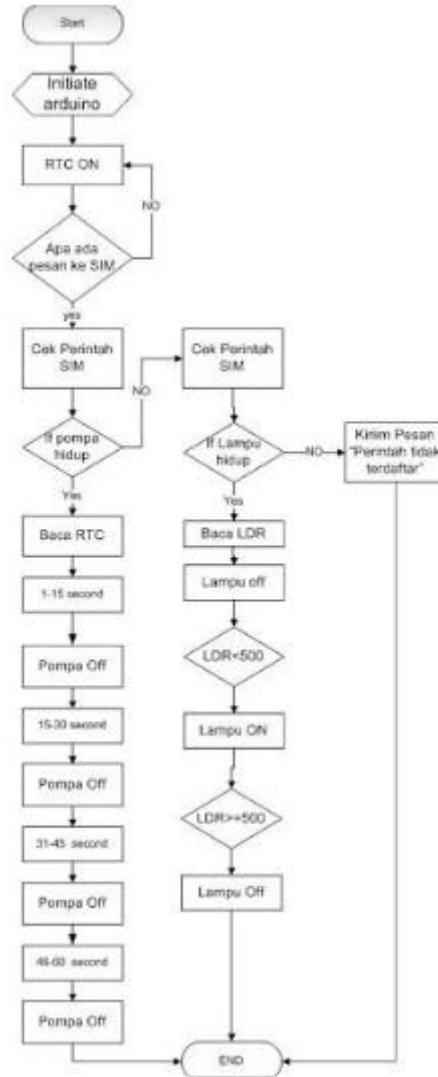 Start
Initiate
arduino
RTC ON
NO
Apa ada
pesan ke SIM
yes
Cek Perintah
SIM
NO
Cek Perintah
SIM
If pompa
hidup
If Lampu
hidup
NO
Kirim Pesan
"Perintah tidak
terdaftar"
Yes
Yes
Baca RTC
Baca LDR
1-15 second
Lampu off
Pompa Off
LDR<500
15-30 second
Lampu ON
Pompa Off
LDR>=500
31-45 second
Pompa Off
Lampu Off
46-60 second
Pompa Off
END